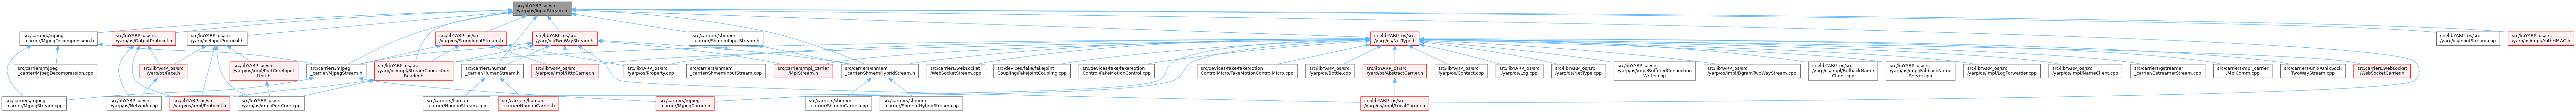 src/libYARP_os/src
/yarp/os/InputStream.h
src/carriers/mjpeg
_carrier/MjpegDecompression.h
src/libYARP_os/src
/yarp/os/OutputProtocol.h
src/libYARP_os/src
/yarp/os/InputProtocol.h
src/libYARP_os/src
/yarp/os/StringInputStream.h
src/libYARP_os/src
/yarp/os/TwoWayStream.h
src/carriers/shmem
_carrier/ShmemInputStream.h
src/libYARP_os/src
/yarp/os/NetType.h
src/libYARP_os/src
/yarp/os/InputStream.cpp
src/libYARP_os/src
/yarp/os/impl/AuthHMAC.h
src/carriers/mjpeg
_carrier/MjpegDecompression.cpp
src/libYARP_os/src
/yarp/os/Face.h
src/libYARP_os/src
/yarp/os/impl/PortCoreInput
Unit.h
src/carriers/mjpeg
_carrier/MjpegStream.h
src/libYARP_os/src
/yarp/os/impl/StreamConnection
Reader.h
src/carriers/human
_carrier/HumanStream.h
src/libYARP_os/src
/yarp/os/impl/HttpCarrier.h
src/libYARP_os/src
/yarp/os/Property.cpp
src/carriers/shmem
_carrier/ShmemInputStream.cpp
src/carriers/mpi_carrier
/MpiStream.h
src/carriers/shmem
_carrier/ShmemHybridStream.h
src/carriers/websocket
/WebSocketStream.cpp
src/devices/fake/fakeJoint
Coupling/FakeJointCoupling.cpp
src/devices/fake/fakeMotion
Control/FakeMotionControl.cpp
src/devices/fake/fakeMotion
ControlMicro/FakeMotionControlMicro.cpp
src/libYARP_os/src
/yarp/os/Bottle.cpp
src/libYARP_os/src
/yarp/os/AbstractCarrier.h
src/libYARP_os/src
/yarp/os/Contact.cpp
src/libYARP_os/src
/yarp/os/Log.cpp
src/libYARP_os/src
/yarp/os/NetType.cpp
src/libYARP_os/src
/yarp/os/impl/BufferedConnection
Writer.cpp
src/libYARP_os/src
/yarp/os/impl/DgramTwoWayStream.cpp
src/libYARP_os/src
/yarp/os/impl/FallbackName
Client.cpp
src/libYARP_os/src
/yarp/os/impl/FallbackName
Server.cpp
src/libYARP_os/src
/yarp/os/impl/LogForwarder.cpp
src/libYARP_os/src
/yarp/os/impl/NameClient.cpp
src/carriers/gstreamer
_carrier/GstreamerStream.cpp
src/carriers/mpi_carrier
/MpiComm.cpp
src/carriers/unix/UnixSock
TwoWayStream.cpp
src/carriers/websocket
/WebSocketCarrier.h
src/carriers/mjpeg
_carrier/MjpegStream.cpp
src/libYARP_os/src
/yarp/os/Network.cpp
src/libYARP_os/src
/yarp/os/impl/Protocol.h
src/libYARP_os/src
/yarp/os/impl/PortCore.cpp
src/carriers/human
_carrier/HumanStream.cpp
src/carriers/human
_carrier/HumanCarrier.h
src/carriers/mjpeg
_carrier/MjpegCarrier.h
src/carriers/shmem
_carrier/ShmemCarrier.cpp
src/carriers/shmem
_carrier/ShmemHybridStream.cpp
src/libYARP_os/src
/yarp/os/impl/LocalCarrier.h